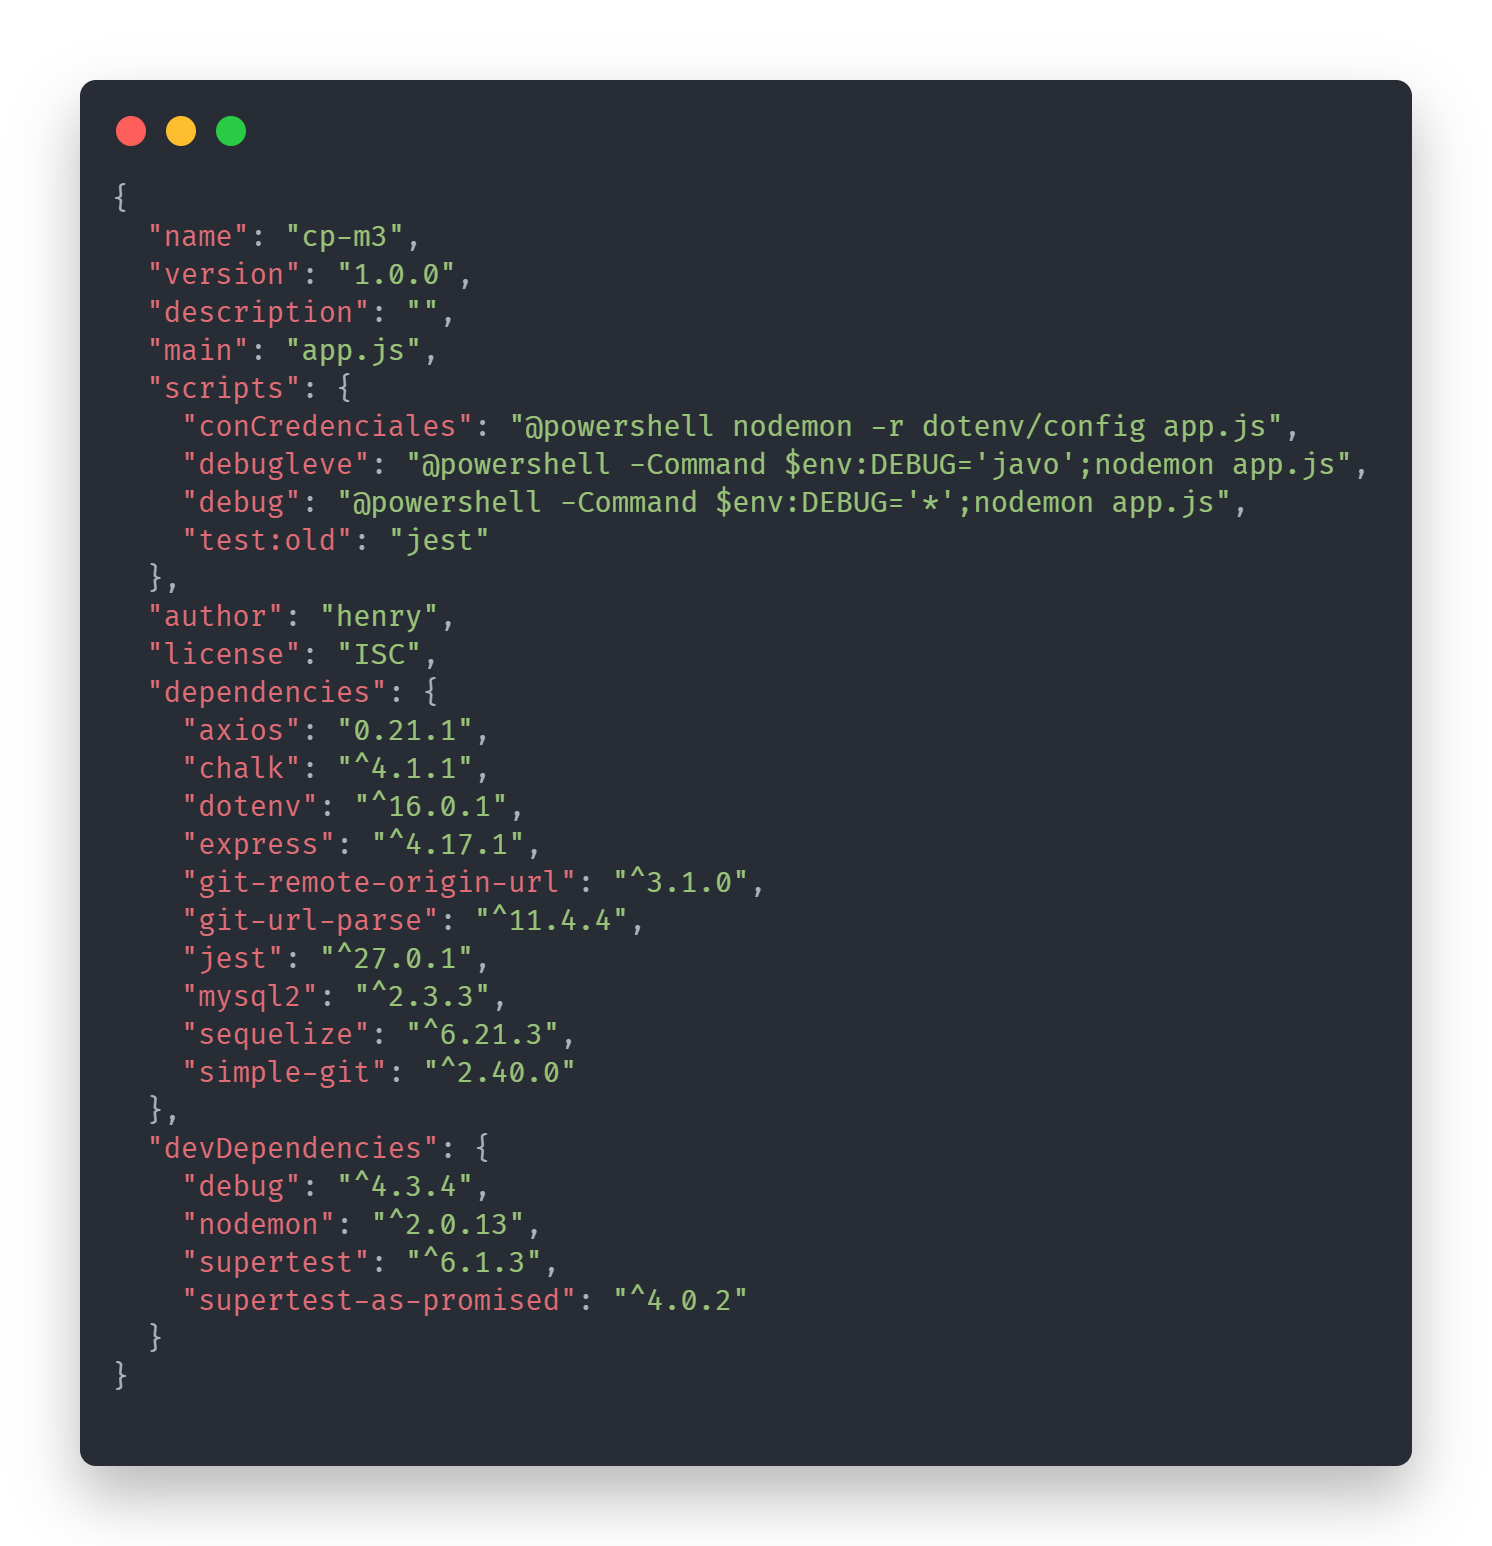 {
  "name": "cp-m3",
  "version": "1.0.0",
  "description": "",
  "main": "app.js",
  "scripts": {
    "conCredenciales": "@powershell nodemon -r dotenv/config app.js",
    "debugleve": "@powershell -Command $env:DEBUG='javo';nodemon app.js",
    "debug": "@powershell -Command $env:DEBUG='*';nodemon app.js",
    "test:old": "jest"
  },
  "author": "henry",
  "license": "ISC",
  "dependencies": {
    "axios": "0.21.1",
    "chalk": "^4.1.1",
    "dotenv": "^16.0.1",
    "express": "^4.17.1",
    "git-remote-origin-url": "^3.1.0",
    "git-url-parse": "^11.4.4",
    "jest": "^27.0.1",
    "mysql2": "^2.3.3",
    "sequelize": "^6.21.3",
    "simple-git": "^2.40.0"
  },
  "devDependencies": {
    "debug": "^4.3.4",
    "nodemon": "^2.0.13",
    "supertest": "^6.1.3",
    "supertest-as-promised": "^4.0.2"
  }
}